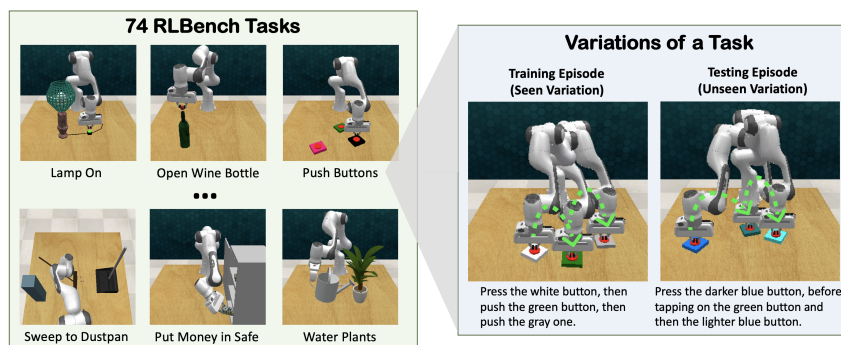 74 RLBench Tasks
Lamp On
Open Wine Bottle
Push Buttons
...
Sweep to Dustpan
Put Money in Safe
Water Plants
Variations of a Task
Training Episode
(Seen Variation)
Press the white button, then
push the green button, then
push the gray one.
Testing Episode
(Unseen Variation)
Press the darker blue button, before
tapping on the green button and
then the lighter blue button.